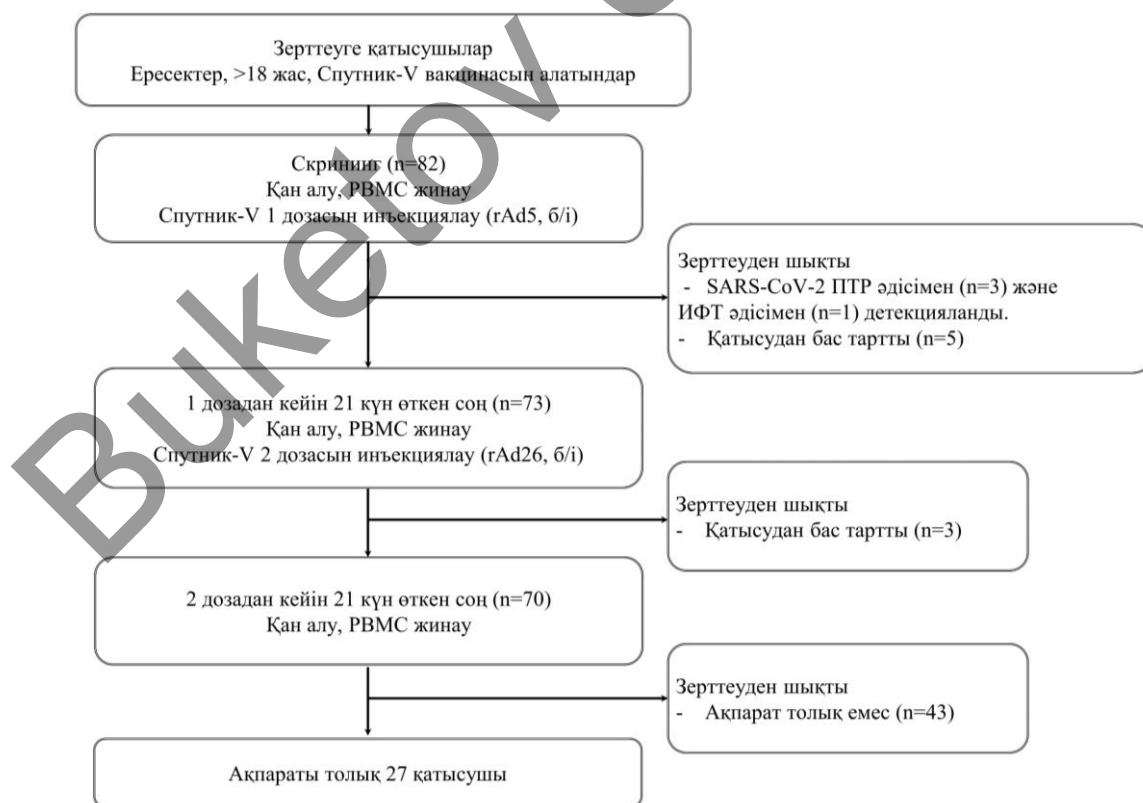 Зерттеуге қатысушылар
Ересектер, >18 жас, Спутник-V вакцинасын алатындар
Скрининг (n=82)
Қан алу, PBMC жинау
Спутник-V 1 дозасын инъекциялау (rAd5, б/і)
Зерттеуден шықты
- SARS-CoV-2 ПТР әдісімен (n=3) және
ИФТ әдісімен (n=1) детекцияланды.
- Қатысудан бас тартты (n=5)
1 дозадан кейін 21 күн өткен соң (n=73)
Қан алу, PBMC жинау
Спутник-V 2 дозасын инъекциялау (rAd26, б/і)
Зерттеуден шықты
- Қатысудан бас тартты (n=3)
2 дозадан кейін 21 күн өткен соң (n=70)
Қан алу, PBMC жинау
Зерттеуден шықты
- Ақпарат толық емес (n=43)
Ақпараты толық 27 қатысушы
Buketov